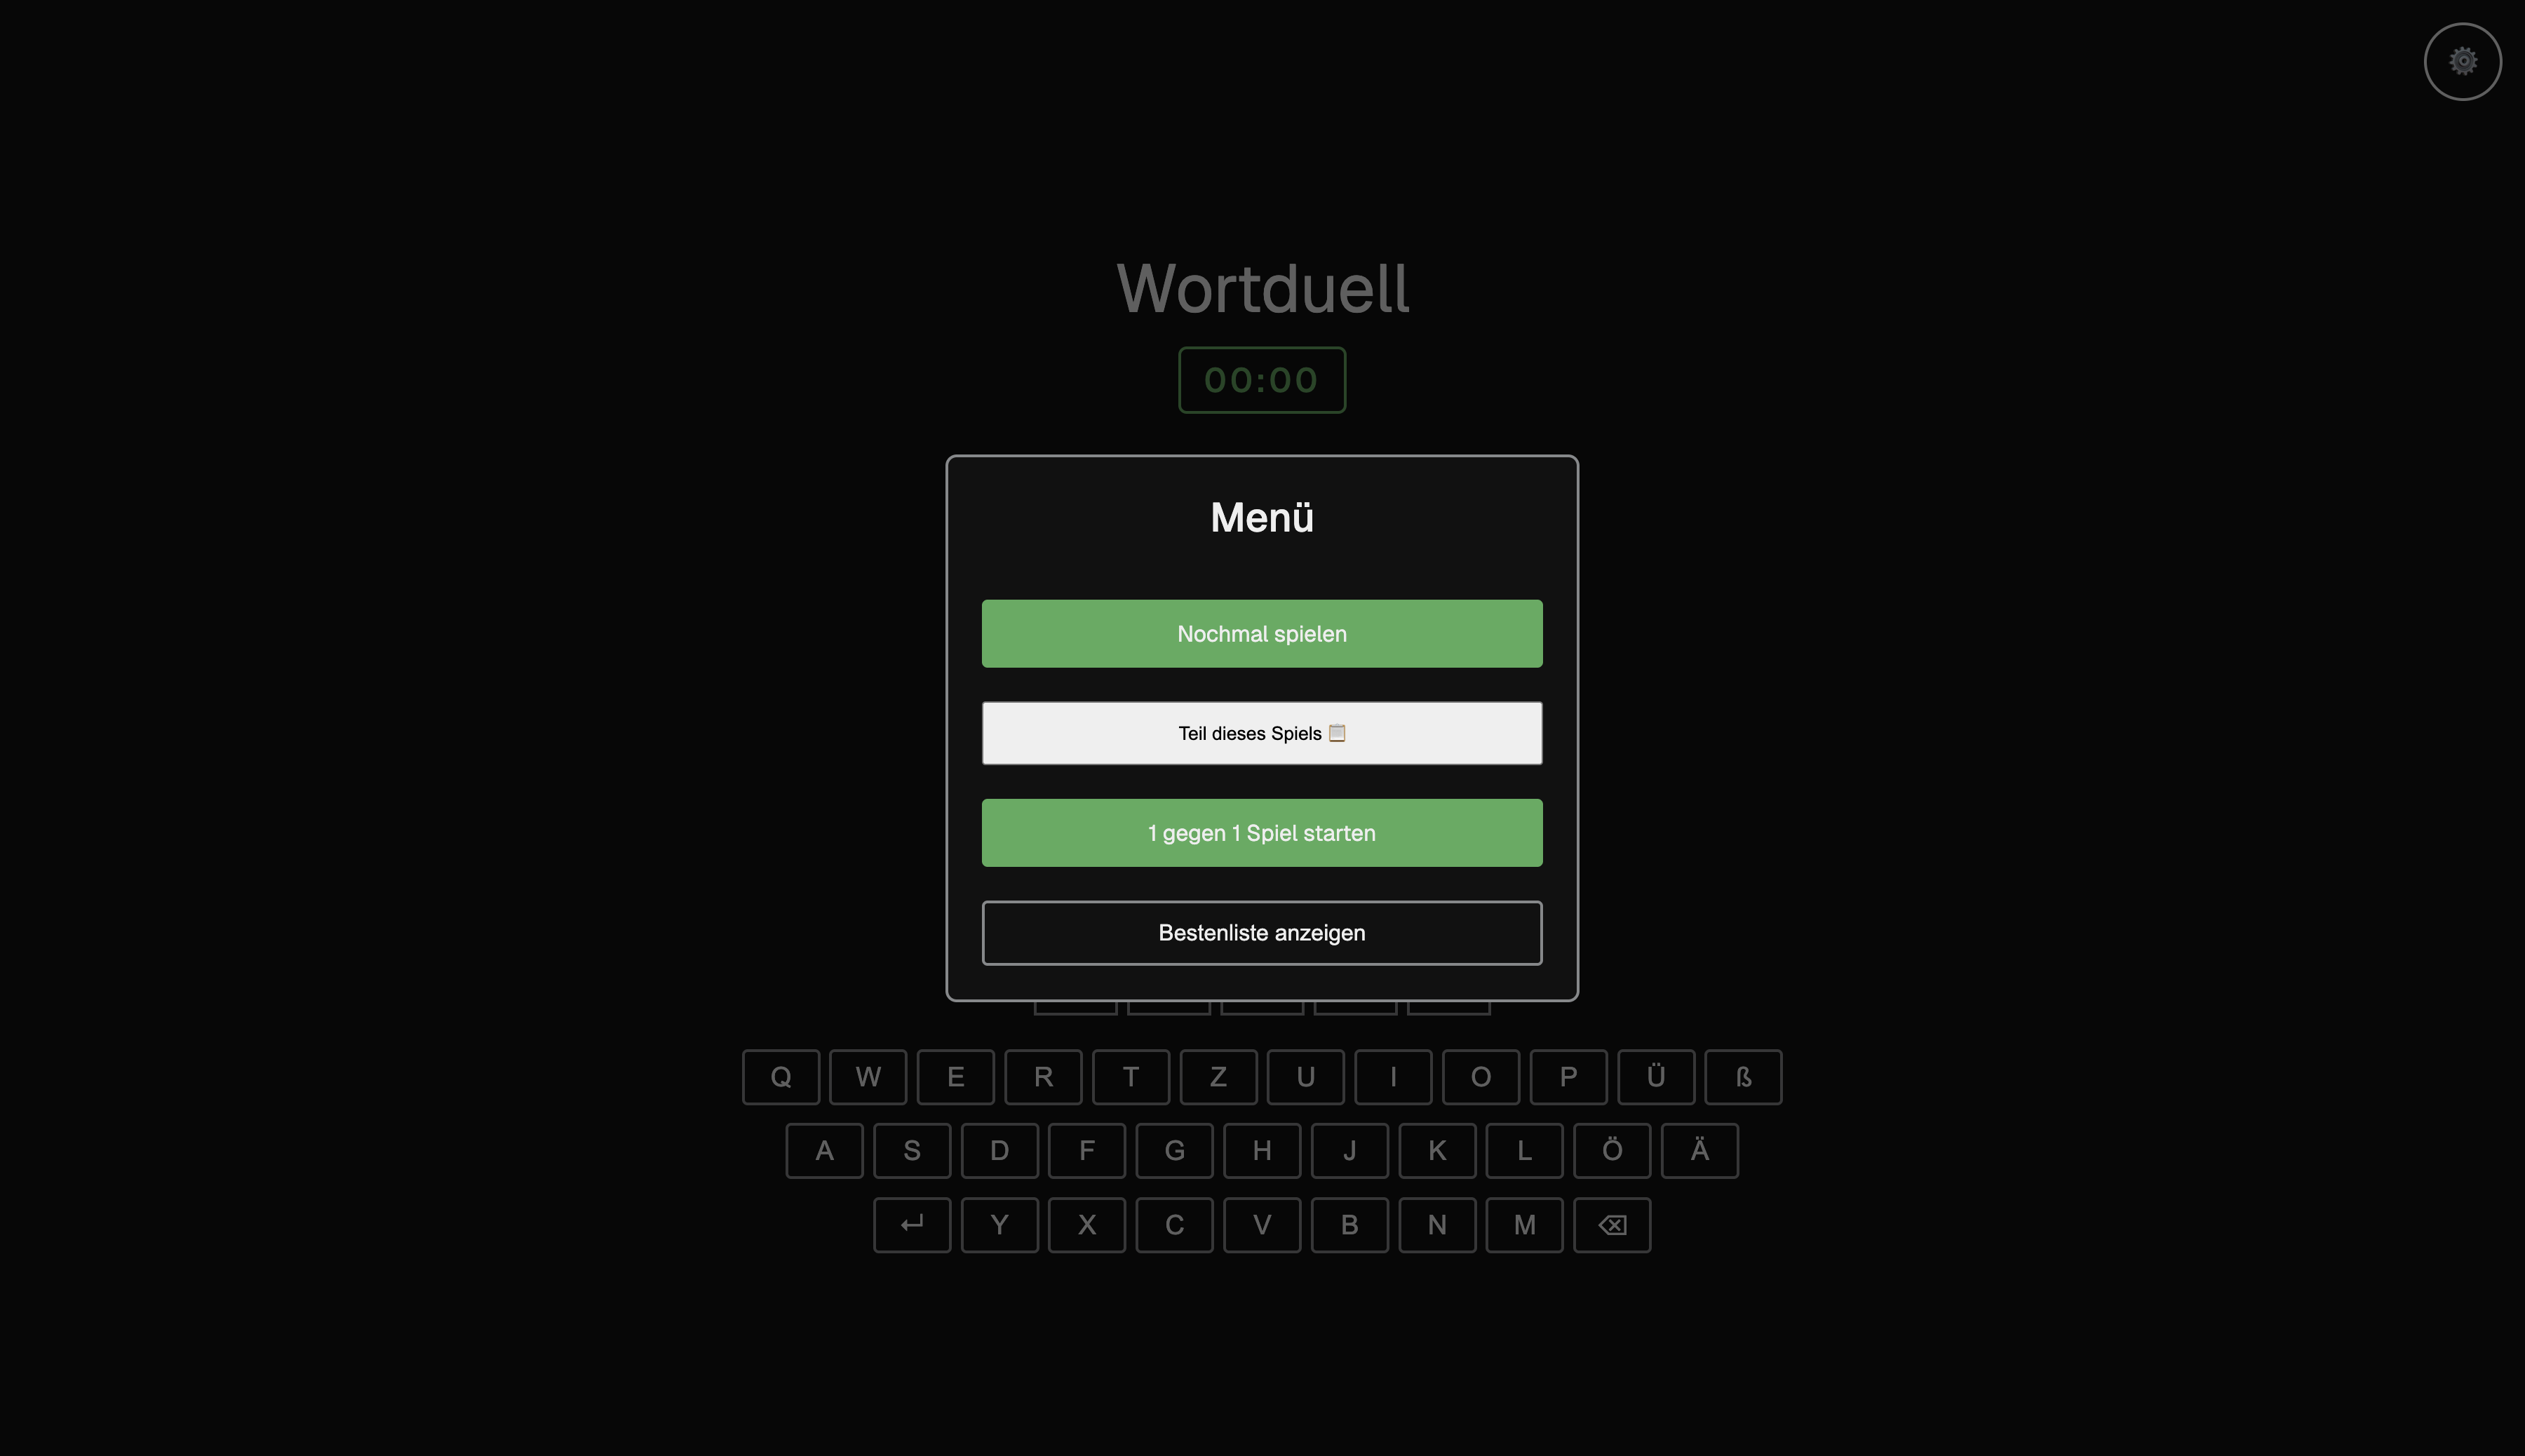 Wortduell
00:00
Menü
Nochmal spielen
Teil dieses Spiels 📋
1 gegen 1 Spiel starten
Bestenliste anzeigen
Q W E R T Z U I O P Ü ß
A S D F G H J K L Ö Ä
Y X C V B N M